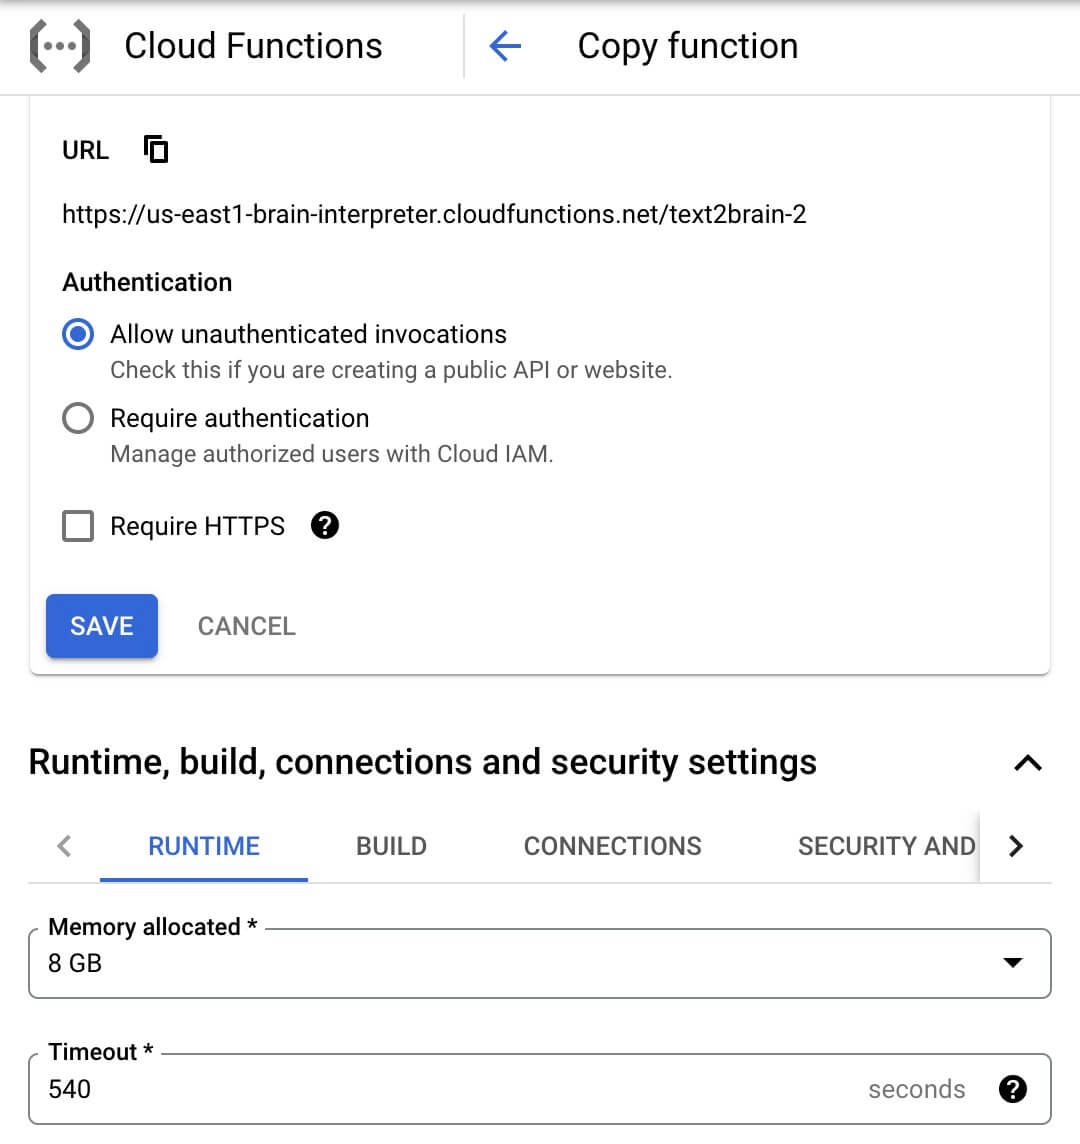 Cloud Functions
Copy function
URL
https://us-east1-brain-interpreter.cloudfunctions.net/text2brain-2
Authentication
Allow unauthenticated invocations
Check this if you are creating a public API or website.
Require authentication
Manage authorized users with Cloud IAM.
Require HTTPS
SAVE CANCEL
Runtime, build, connections and security settings
RUNTIME BUILD CONNECTIONS SECURITY AND
Memory allocated *
8 GB
Timeout *
540 seconds